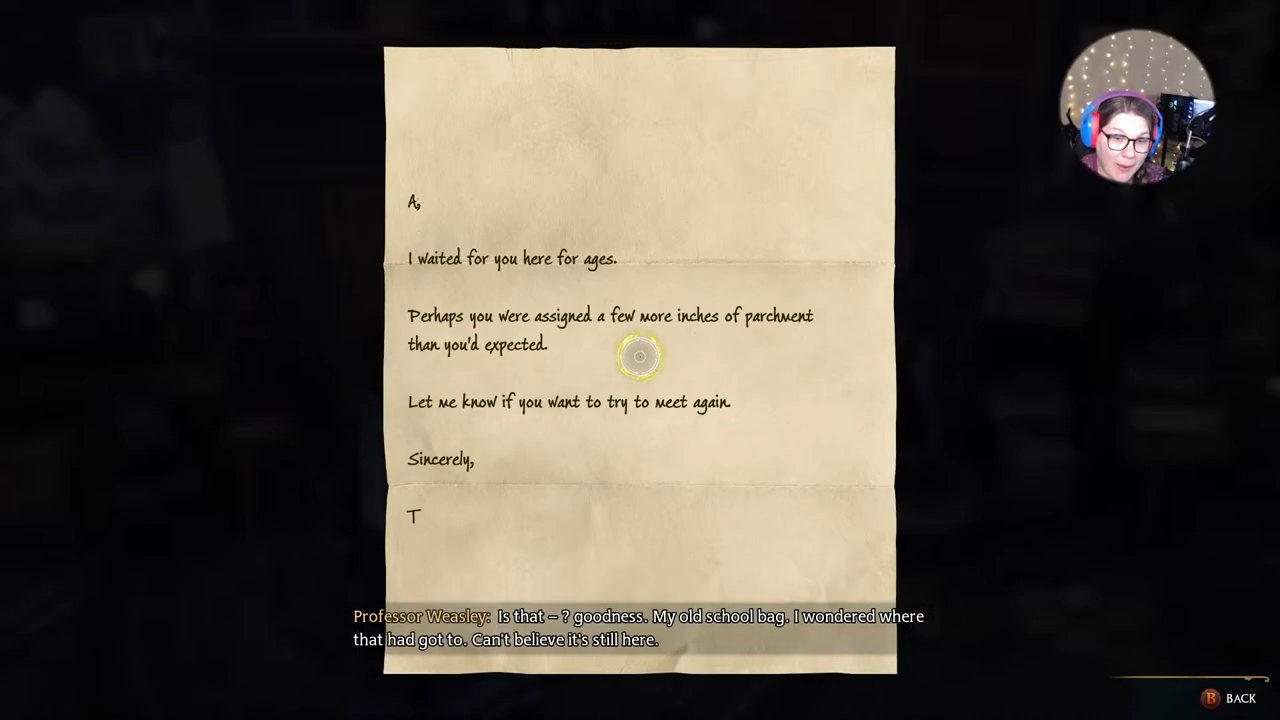 A,
I waited for you here for ages.
Perhaps you were assigned a few more inches of parchment
than you'd expected.
Let me know if you want to try to meet again.
Sincerely,
T
Professor Weasley: Is that – ? goodness. My old school bag. I wondered where
that had got to. Can't believe it's still here.
B BACK